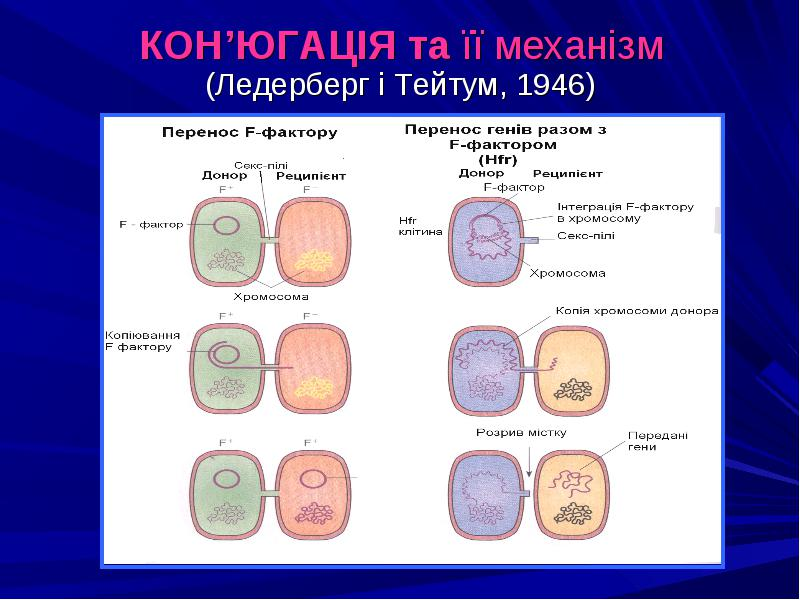 КОН’ЮГАЦІЯ та її механізм
(Ледерберг і Тейтум, 1946)
Перенос F-фактору
Секс-пілі
Донор
Реципієнт
F⁺
F⁻
F - фактор
Хромосома
F⁺
F⁻
Копіювання
F фактору
F⁺
F⁺
Перенос генів разом з
F-фактором
(Hfr)
Донор
Реципієнт
F-фактор
Hfr
клітина
Інтеграція F-фактору
в хромосому
Секс-пілі
Хромосома
Копія хромосоми донора
Розрив містку
Передані
гени